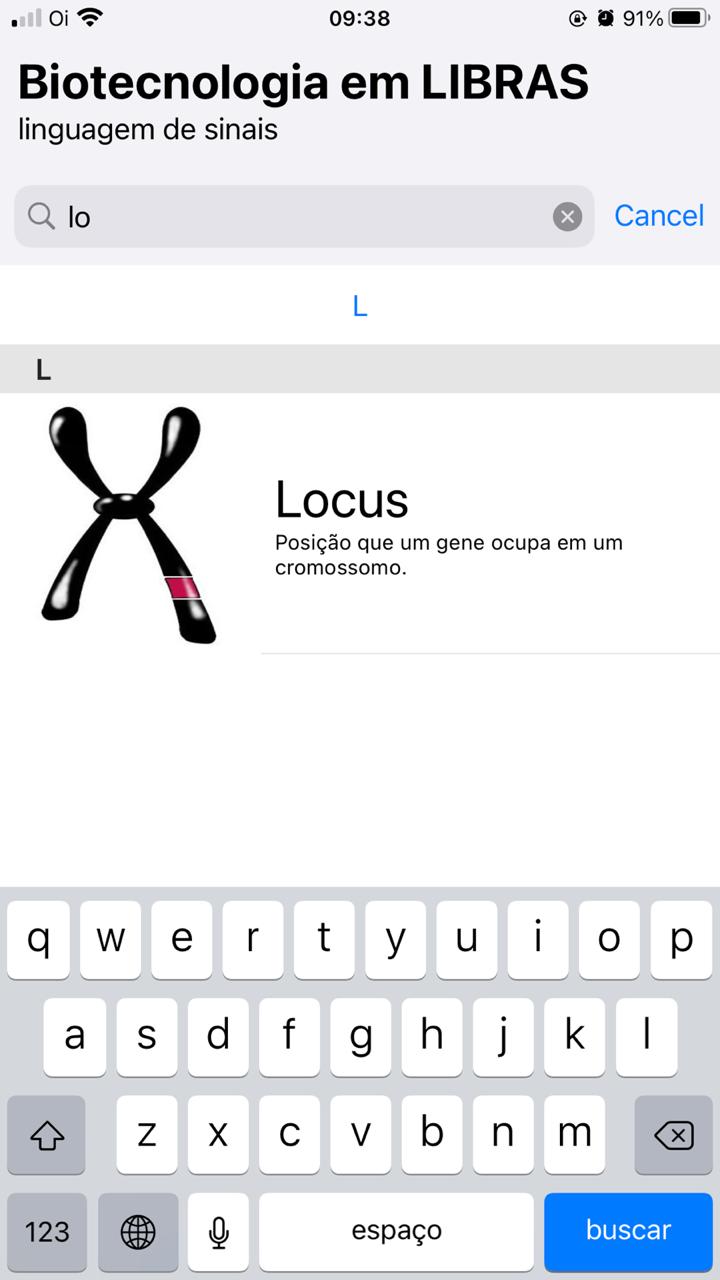 Oi 09:38 91%
Biotecnologia em LIBRAS
linguagem de sinais
lo Cancel
L
L
Locus
Posição que um gene ocupa em um
cromossomo.
q w e r t y u i o p
a s d f g h j k l
z x c v b n m
123 espaço buscar